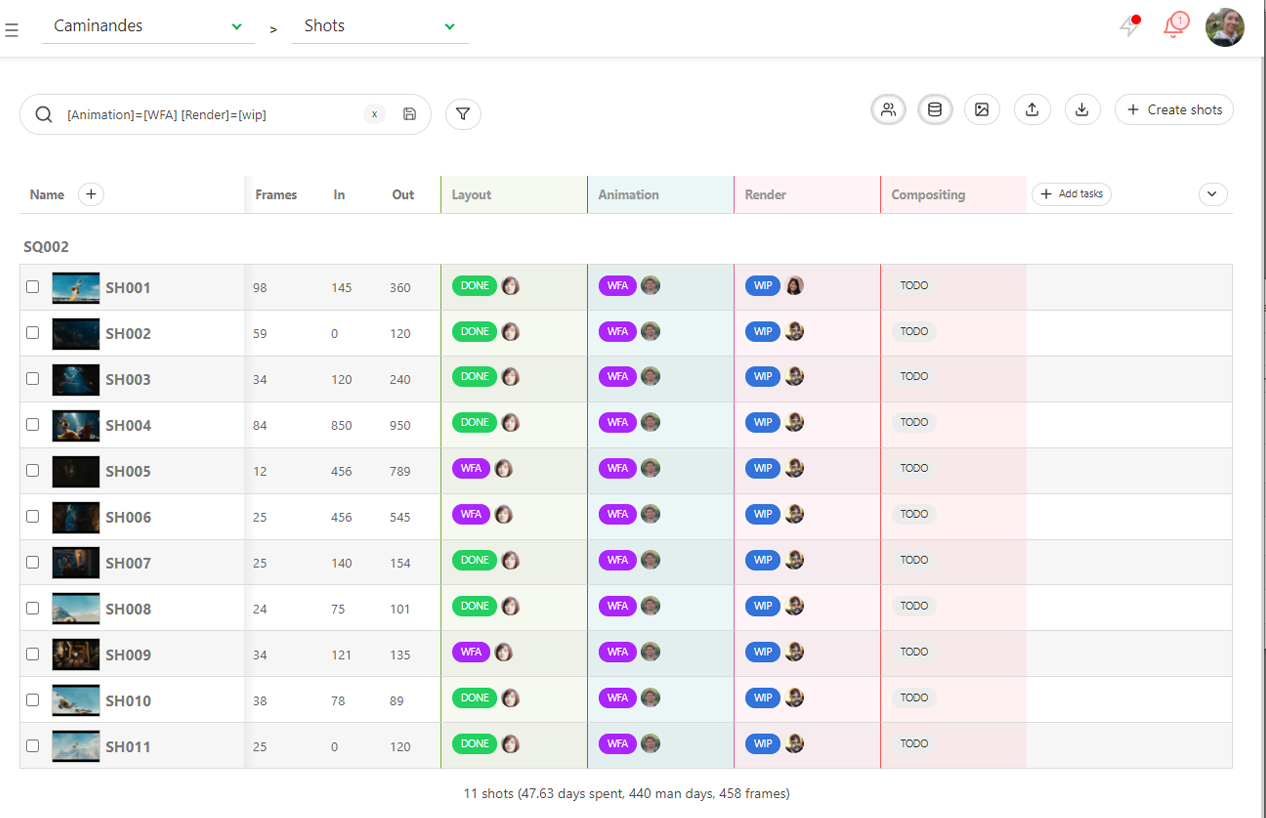 Caminandes > Shots 1
[Animation]=[WFA] [Render]=[wip] x Create shots
Name Frames In Out Layout Animation Render Compositing Add tasks
SQ002
SH001 98 145 360 DONE WFA WIP TODO
SH002 59 0 120 DONE WFA WIP TODO
SH003 34 120 240 DONE WFA WIP TODO
SH004 84 850 950 DONE WFA WIP TODO
SH005 12 456 789 WFA WFA WIP TODO
SH006 25 456 545 WFA WFA WIP TODO
SH007 25 140 154 DONE WFA WIP TODO
SH008 24 75 101 DONE WFA WIP TODO
SH009 34 121 135 WFA WFA WIP TODO
SH010 38 78 89 DONE WFA WIP TODO
SH011 25 0 120 DONE WFA WIP TODO
11 shots (47.63 days spent, 440 man days, 458 frames)